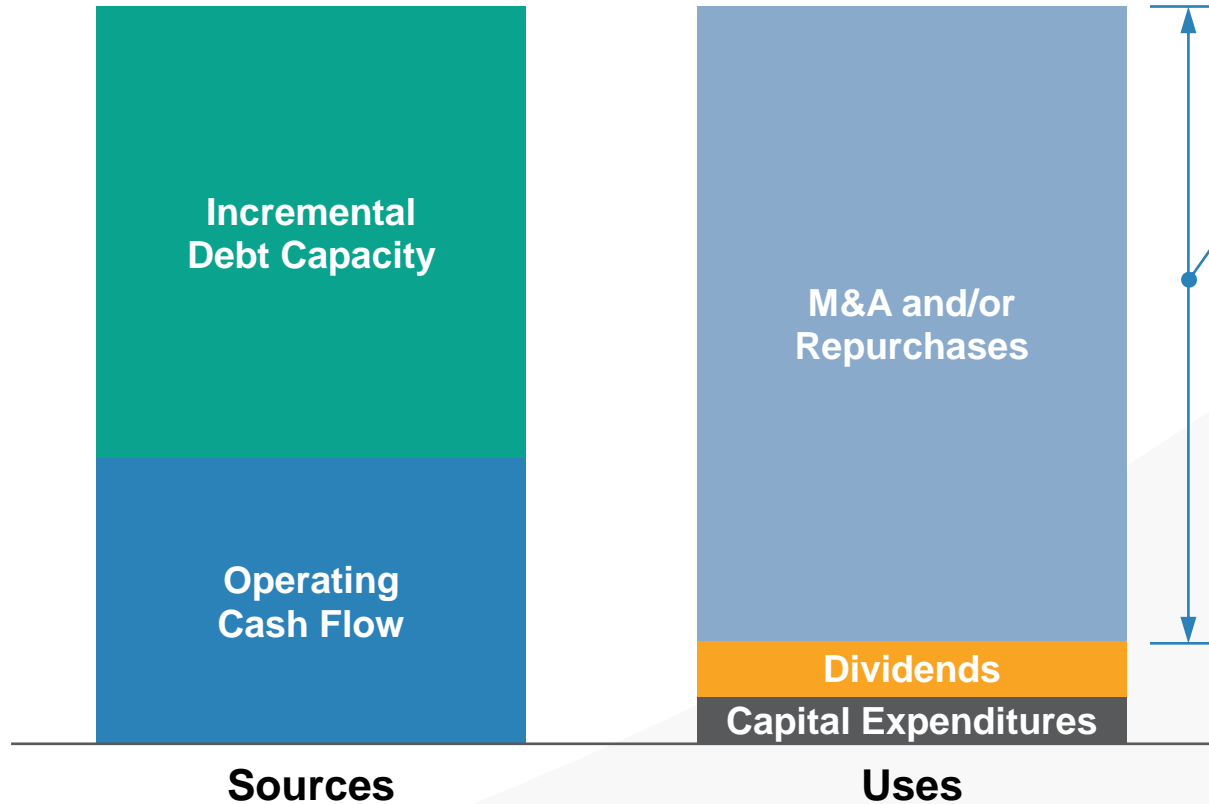 Incremental
Debt Capacity
Operating
Cash Flow
M&A and/or
Repurchases
Dividends
Capital Expenditures
Sources
Uses